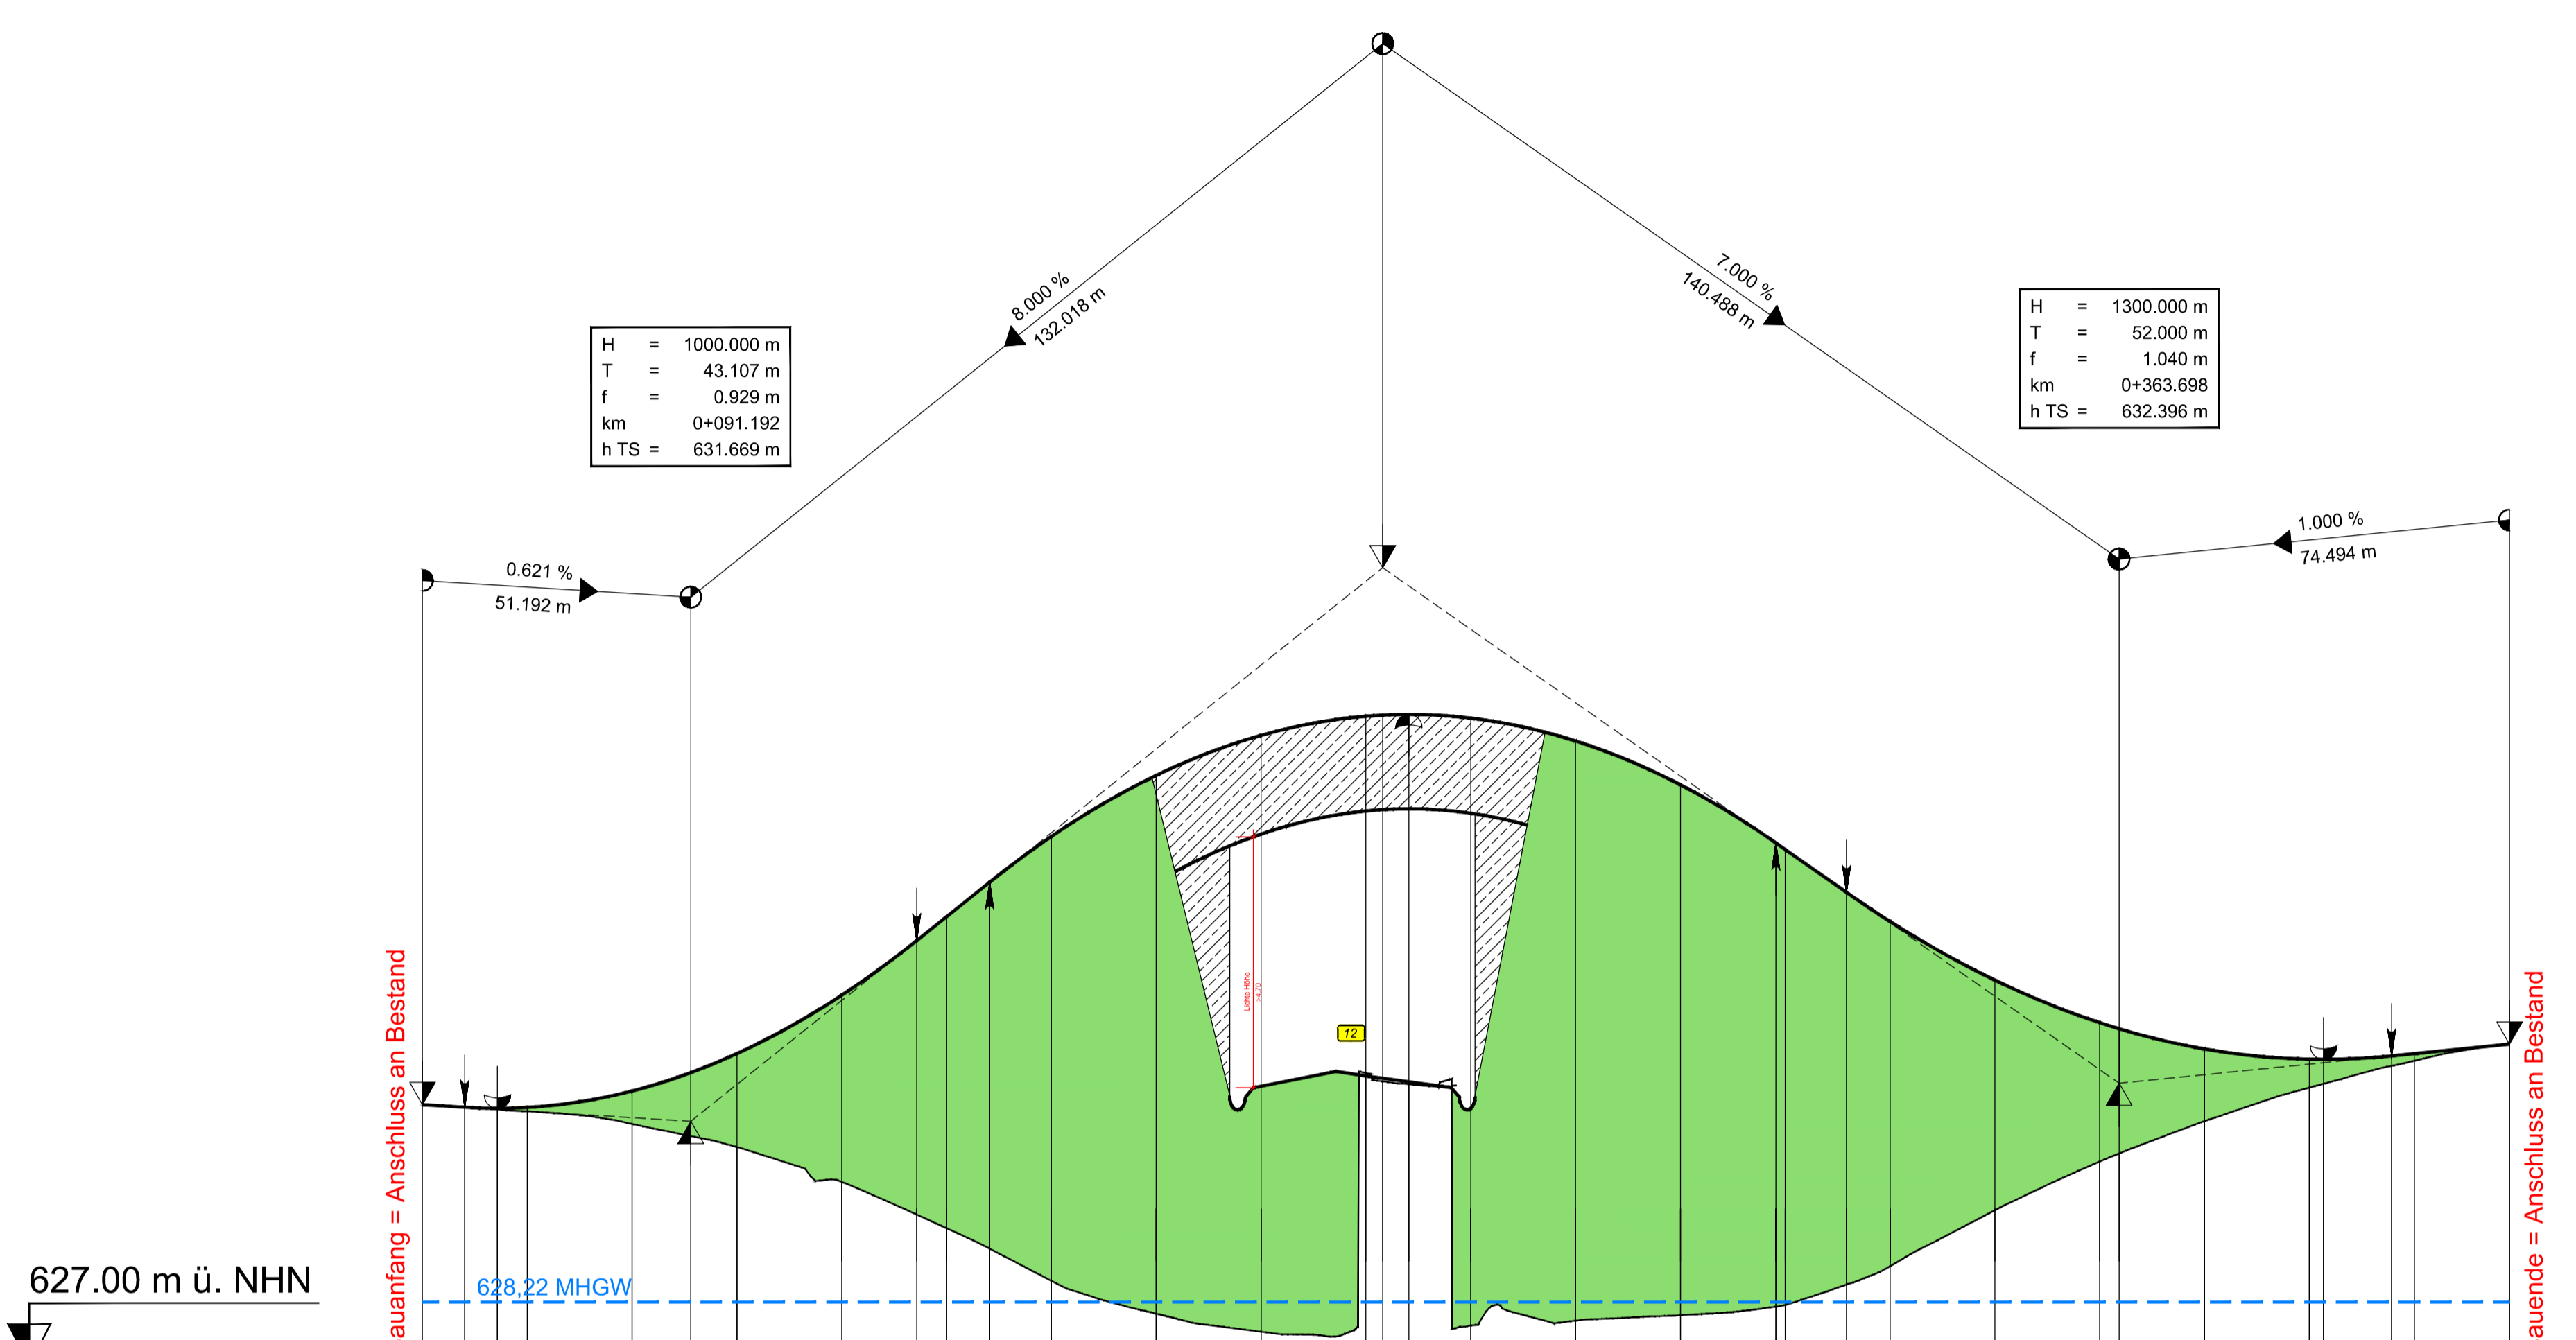 8.000 %
132.018 m
7.000 %
140.488 m
H = 1300.000 m
T = 52.000 m
f = 1.040 m
km 0+363.698
h TS = 632.396 m
H = 1000.000 m
T = 43.107 m
f = 0.929 m
km 0+091.192
h TS = 631.669 m
1.000 %
74.494 m
0.621 %
51.192 m
auanfang = Anschluss an Bestand
Lichte Höhe
12
auende = Anschluss an Bestand
627.00 m ü. NHN
628,22 MHGW